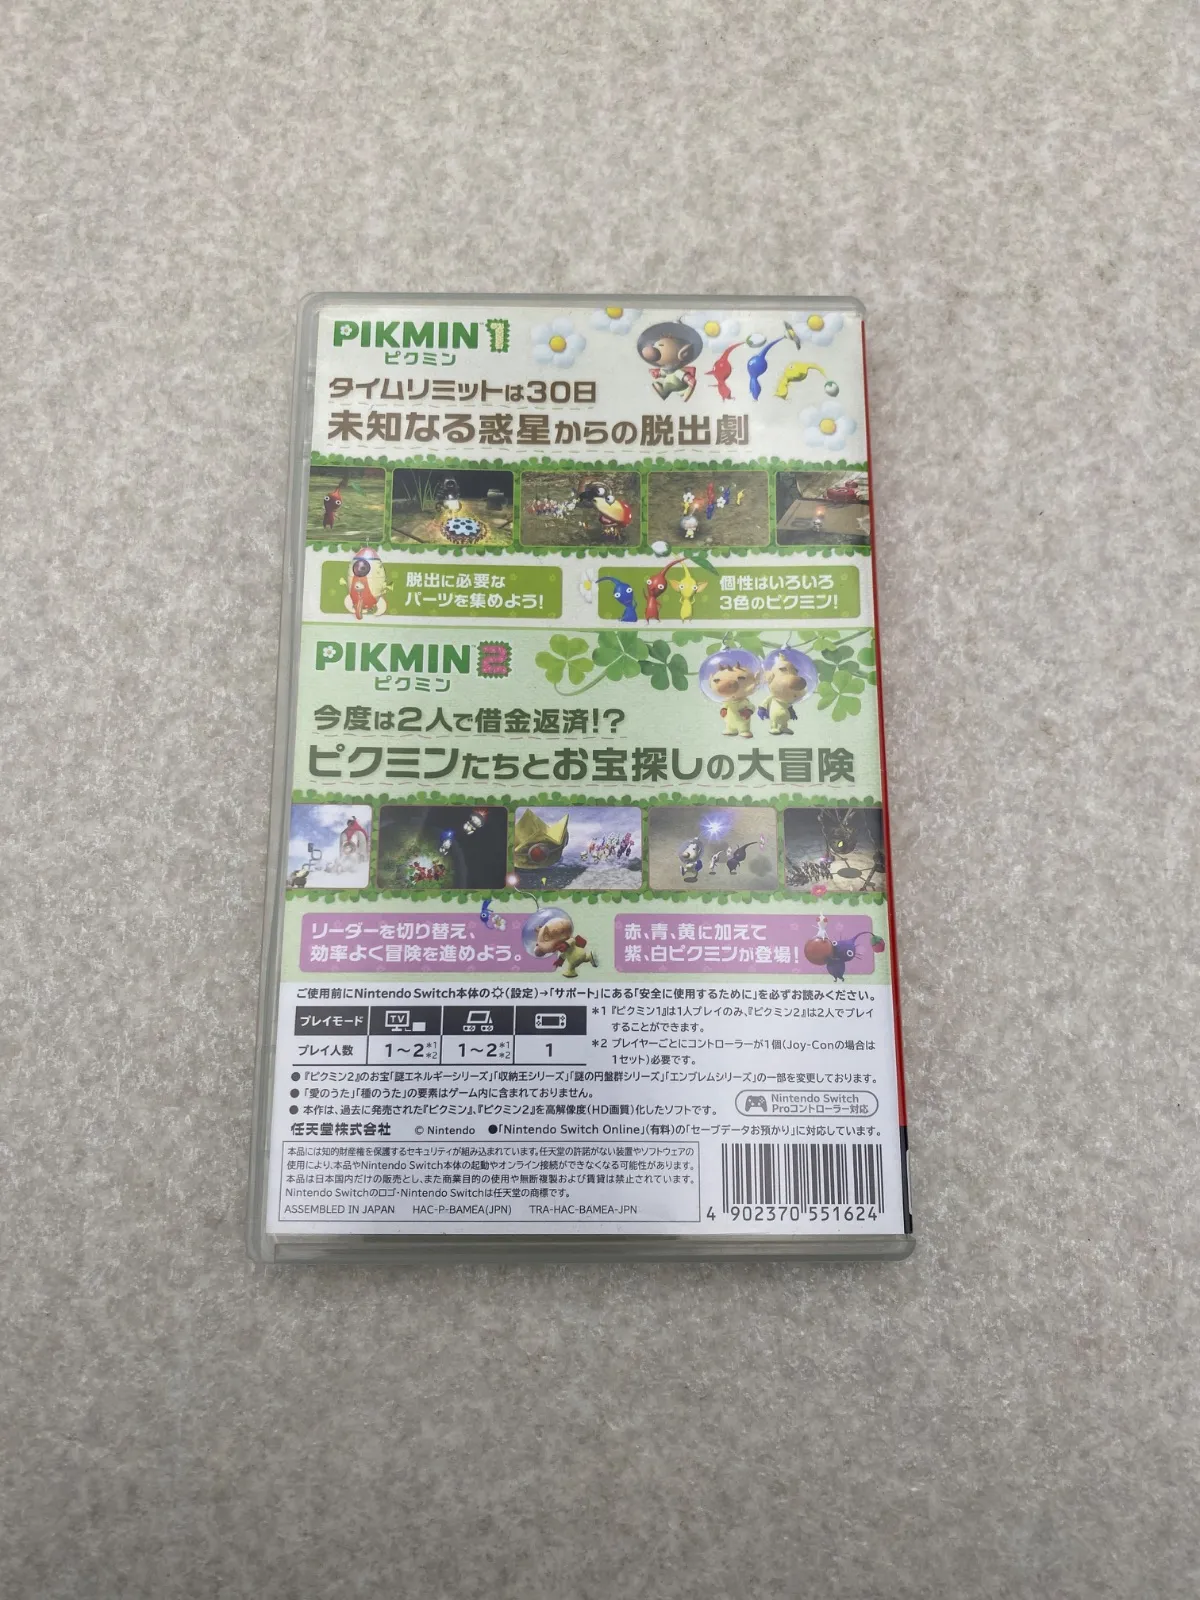 PIKMIN 1
ピクミン
タイムリミットは30日
未知なる惑星からの脱出劇
脱出に必要な
パーツを集めよう!
個性はいろいろ
3色のピクミン!
PIKMIN 2
ピクミン
今度は2人で借金返済!?
ピクミンたちとお宝探しの大冒険
リーダーを切り替え、
効率よく冒険を進めよう。
赤、青、黄に加えて
紫、白ピクミンが登場!
ご使用前にNintendo Switch本体の(設定)→「サポート」にある「安全に使用するために」を必ずお読みください。
プレイモード TV
プレイ人数 1~2*1*2 1~2*1*2 1
*1 『ピクミン1』は1人プレイのみ、『ピクミン2』は2人でプレイ
することができます。
*2 プレイヤーごとにコントローラーが1個(Joy-Conの場合は
1セット)必要です。
●『ピクミン2』のお宝「謎エネルギーシリーズ」「収納王シリーズ」「謎の円盤群シリーズ」「エンブレムシリーズ」の一部を変更しております。
●「愛のうた」「種のうた」の要素はゲーム内に含まれておりません。
●本作は、過去に発売された『ピクミン』、『ピクミン2』を高解像度(HD画質)化したソフトです。
Nintendo Switch
Proコントローラー対応
任天堂株式会社 © Nintendo ●「Nintendo Switch Online」(有料)の「セーブデータお預かり」に対応しています。
本品には知的財産権を保護するセキュリティが組み込まれています。任天堂の許諾がない装置やソフトウェアの
使用により、本品やNintendo Switch本体の起動やオンライン接続ができなくなる可能性があります。
本品は日本国内だけの販売とし、また商業目的の使用や無断複製および賃貸は禁止されています。
Nintendo Switchのロゴ・Nintendo Switchは任天堂の商標です。
ASSEMBLED IN JAPAN HAC-P-BAMEA(JPN) TRA-HAC-BAMEA-JPN
4 902370 551624